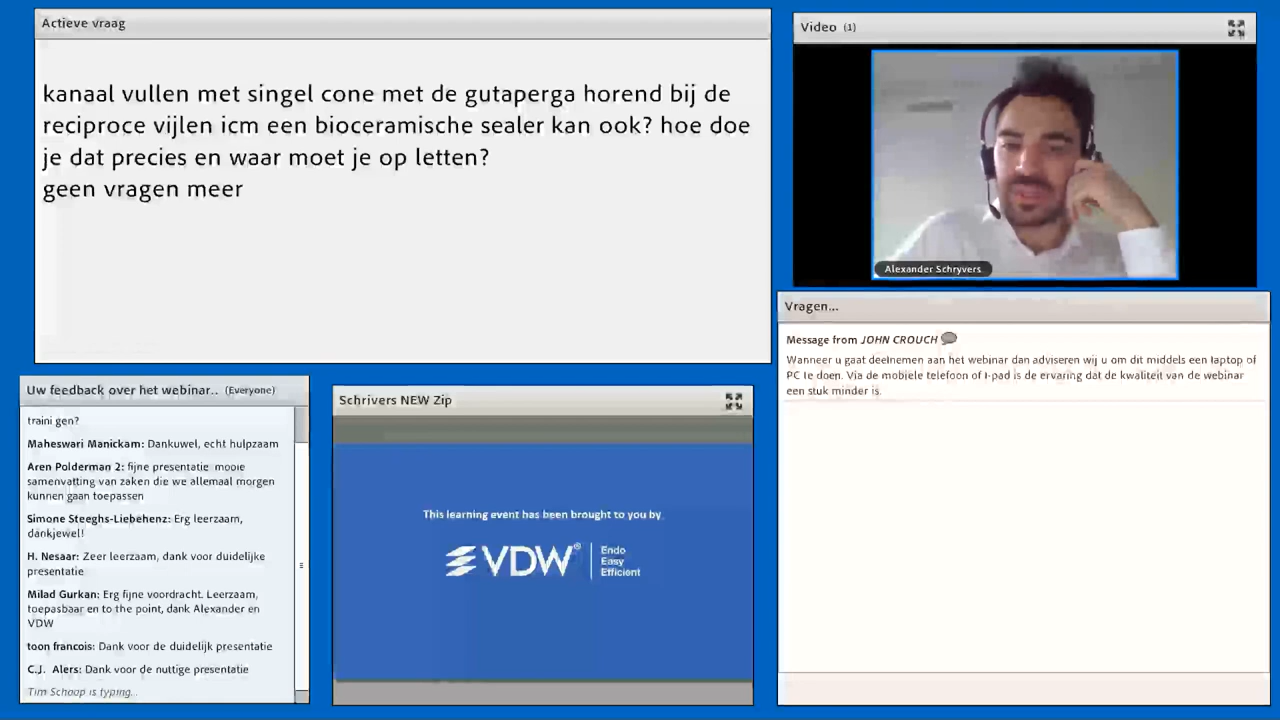 Actieve vraag
kanaal vullen met singel cone met de gutaperga horend bij de
reciproce vijlen icm een bioceramische sealer kan ook? hoe doe
je dat precies en waar moet je op letten?
geen vragen meer
Video (1)
Alexander Schryvers
Vragen...
Message from JOHN CROUCH
Wanneer u gaat deelnemen aan het webinar dan adviseren wij u om dit middels een laptop of
PC te doen. Via de mobiele telefoon of I-pad is de ervaring dat de kwaliteit van de webinar
een stuk minder is.
Uw feedback over het webinar.. (Everyone)
traini gen?
Maheswari Manickam: Dankuwel, echt hulpzaam
Aren Polderman 2: fijne presentatie mooie
samenvatting van zaken die we allemaal morgen
kunnen gaan toepassen
Simone Steeghs-Liebehenz: Erg leerzaam,
dankjewel!
H. Nesaar: Zeer leerzaam, dank voor duidelijke
presentatie
Milad Gurkan: Erg fijne voordracht. Leerzaam,
toepasbaar en to the point, dank Alexander en
VDW
toon francois: Dank voor de duidelijk presentatie
C.J. Alers: Dank voor de nuttige presentatie
Tim Schoop is typing...
Schrivers NEW Zip
This learning event has been brought to you by
VDW®
Endo
Easy
Efficient